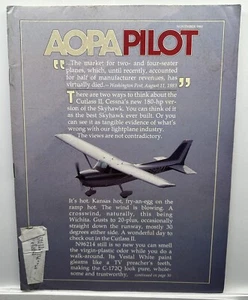 NOVEMBER 1983
AOPA PILOT
"The market for two- and four-seater
planes, which, until recently, accounted
for half of manufacturer revenues, has
virtually died." —Washington Post, August 11, 1983
There are two ways to think about the
Cutlass II, Cessna's new 180-hp ver-
sion of the Skyhawk. You can think of it
as the best Skyhawk ever built. Or you
can see it as tangible evidence of what's
wrong with our lightplane industry.
The views are not contradictory.
It's hot. Kansas hot, fry-an-egg on the
ramp hot. The wind is blowing. A
crosswind, naturally, this being
Wichita. Gusts to 20-plus, occasionally
straight down the runway, mostly 30
degrees either side. A wonderful day to
check out in the Cutlass II.
N96214 still is so new you can smell
the virgin-plastic odor while you do a
walk-around. Its Vestal White paint
gleams like a TV preacher's teeth,
making the C-172Q look pure, whole-
some and trustworthy.